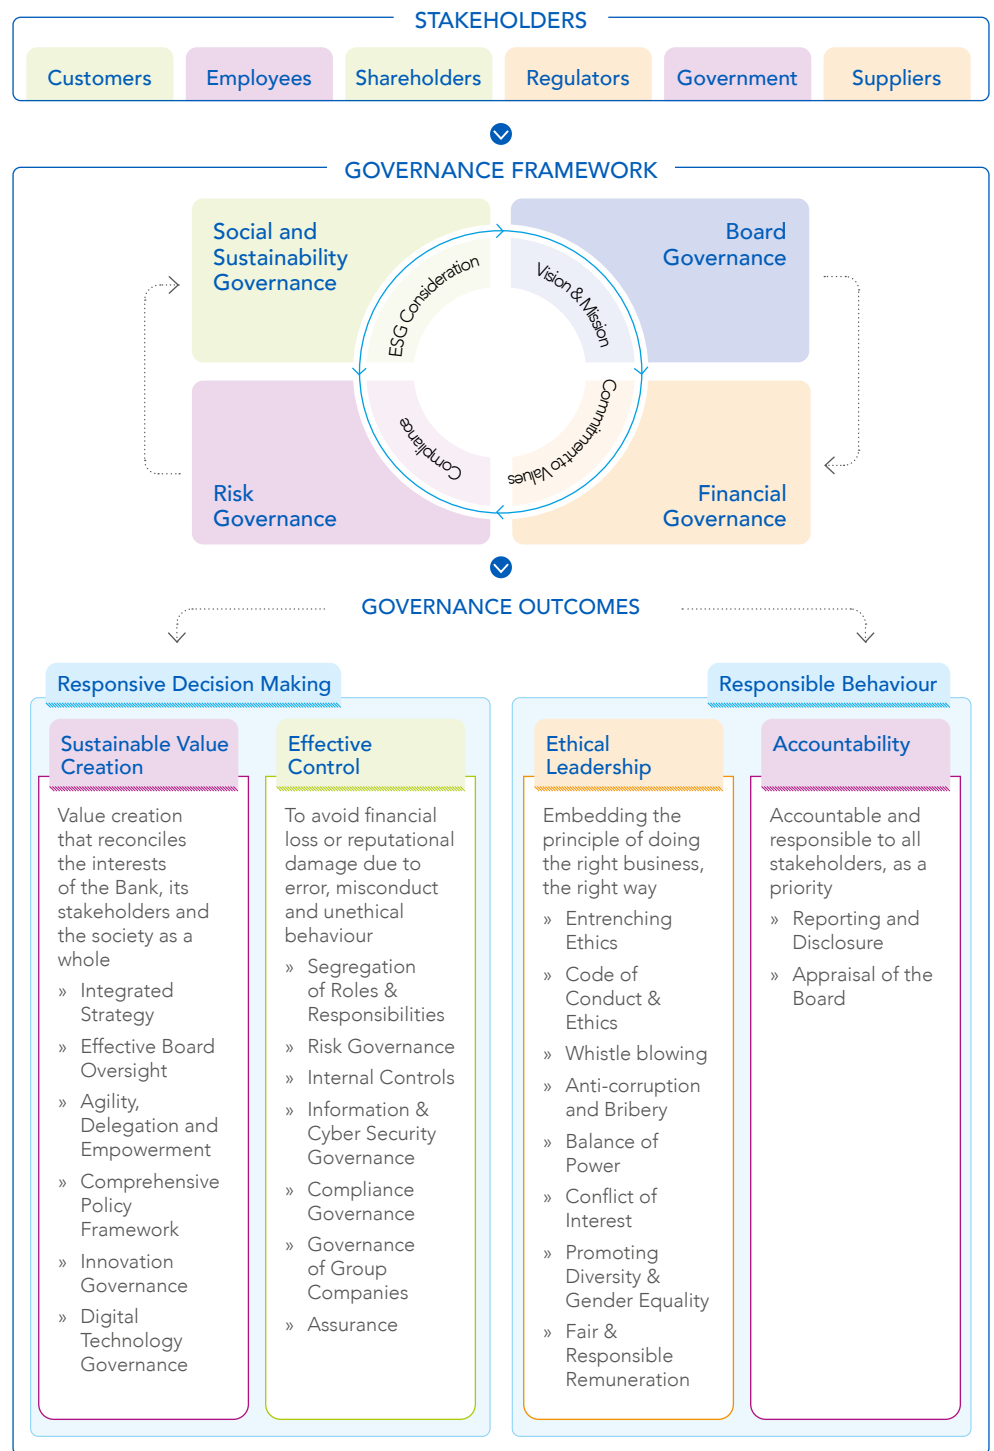 STAKEHOLDERS
Customers
Employees
Shareholders
Regulators
Government
Suppliers
GOVERNANCE FRAMEWORK
Social and
Sustainability
Governance
Board
Governance
ESG Consideration
Vision & Mission
Compliance
Commitment to Values
Risk
Governance
Financial
Governance
GOVERNANCE OUTCOMES
Responsive Decision Making
Sustainable Value
Creation
Value creation
that reconciles
the interests
of the Bank, its
stakeholders and
the society as a
whole
» Integrated
Strategy
» Effective Board
Oversight
» Agility,
Delegation and
Empowerment
» Comprehensive
Policy
Framework
» Innovation
Governance
» Digital
Technology
Governance
Effective
Control
To avoid financial
loss or reputational
damage due to
error, misconduct
and unethical
behaviour
» Segregation
of Roles &
Responsibilities
» Risk Governance
» Internal Controls
» Information &
Cyber Security
Governance
» Compliance
Governance
» Governance
of Group
Companies
» Assurance
Responsible Behaviour
Ethical
Leadership
Embedding the
principle of doing
the right business,
the right way
» Entrenching
Ethics
» Code of
Conduct &
Ethics
» Whistle blowing
» Anti-corruption
and Bribery
» Balance of
Power
» Conflict of
Interest
» Promoting
Diversity &
Gender Equality
» Fair &
Responsible
Remuneration
Accountability
Accountable and
responsible to all
stakeholders, as a
priority
» Reporting and
Disclosure
» Appraisal of the
Board